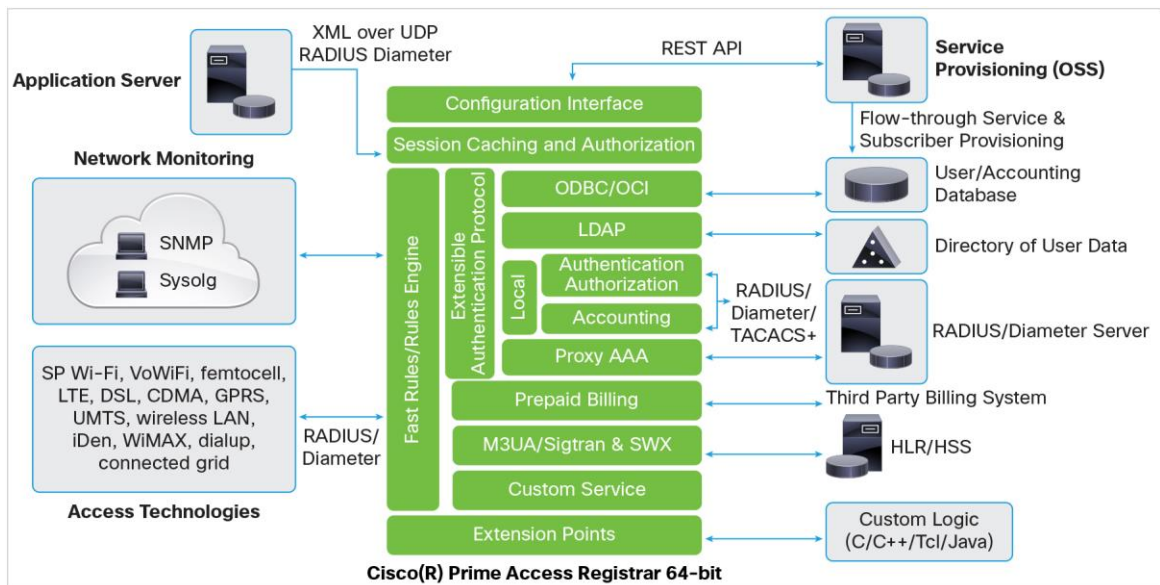 XML over UDP
RADIUS Diameter
Application Server
REST API
Service
Provisioning (OSS)
Configuration Interface
Flow-through Service &
Subscriber Provisioning
Session Caching and Authorization
Network Monitoring
SNMP
Sysolg
Fast Rules/Rules Engine
Extensible
Authentication Protocol
ODBC/OCI
User/Accounting
Database
LDAP
Directory of User Data
Local
Authentication
Authorization
Accounting
RADIUS/
Diameter/
TACACS+
RADIUS/Diameter Server
Proxy AAA
SP Wi-Fi, VoWiFi, femtocell,
LTE, DSL, CDMA, GPRS,
UMTS, wireless LAN,
iDen, WiMAX, dialup,
connected grid
Access Technologies
RADIUS/
Diameter
Prepaid Billing
Third Party Billing System
M3UA/Sigtran & SWX
HLR/HSS
Custom Service
Extension Points
Custom Logic
(C/C++/Tcl/Java)
Cisco(R) Prime Access Registrar 64-bit